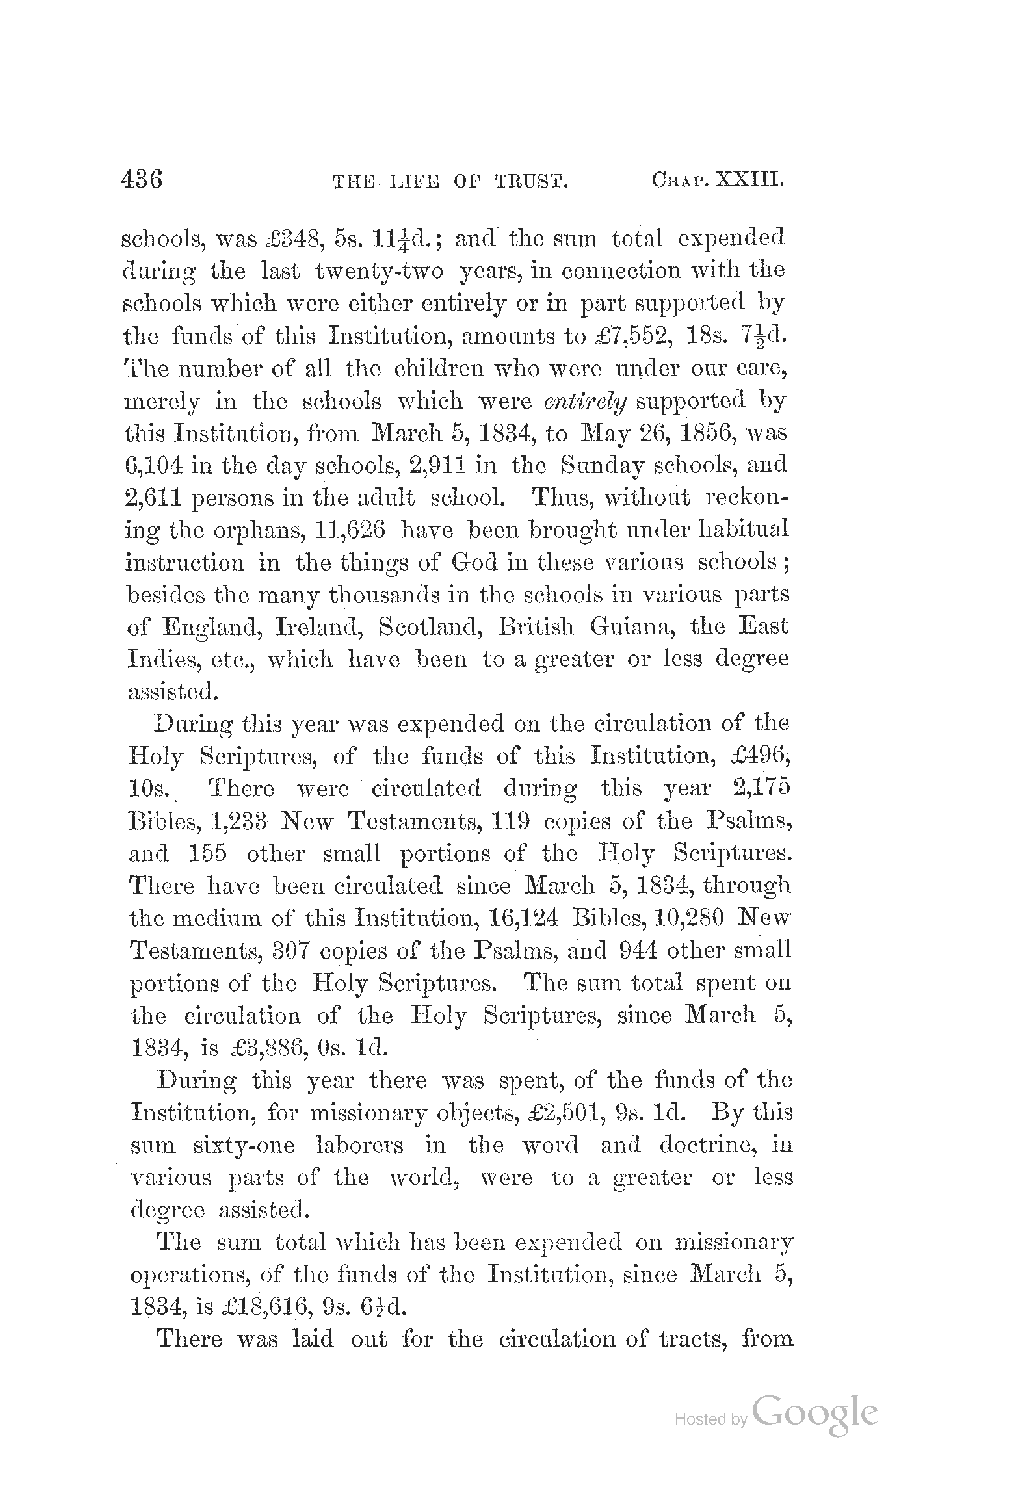 436 THE LIFE OF TRUST. CHAP. XXIII.
schools, was £348, 5s. 11¼d.; and the sum total expended
during the last twenty-two years, in connection with the
schools which were either entirely or in part supported by
the funds of this Institution, amounts to £7,552, 18s. 7½d.
The number of all the children who were under our care,
merely in the schools which were entirely supported by
this Institution, from March 5, 1834, to May 26, 1856, was
6,104 in the day schools, 2,911 in the Sunday schools, and
2,611 persons in the adult school. Thus, without reckon-
ing the orphans, 11,626 have been brought under habitual
instruction in the things of God in these various schools;
besides the many thousands in the schools in various parts
of England, Ireland, Scotland, British Guiana, the East
Indies, etc., which have been to a greater or less degree
assisted.
During this year was expended on the circulation of the
Holy Scriptures, of the funds of this Institution, £496,
10s. There were circulated during this year 2,175
Bibles, 1,233 New Testaments, 119 copies of the Psalms,
and 155 other small portions of the Holy Scriptures.
There have been circulated since March 5, 1834, through
the medium of this Institution, 16,124 Bibles, 10,280 New
Testaments, 307 copies of the Psalms, and 944 other small
portions of the Holy Scriptures. The sum total spent on
the circulation of the Holy Scriptures, since March 5,
1834, is £3,886, 0s. 1d.
During this year there was spent, of the funds of the
Institution, for missionary objects, £2,501, 9s. 1d. By this
sum sixty-one laborers in the word and doctrine, in
various parts of the world, were to a greater or less
degree assisted.
The sum total which has been expended on missionary
operations, of the funds of the Institution, since March 5,
1834, is £18,616, 9s. 6½d.
There was laid out for the circulation of tracts, from
Hosted by Google